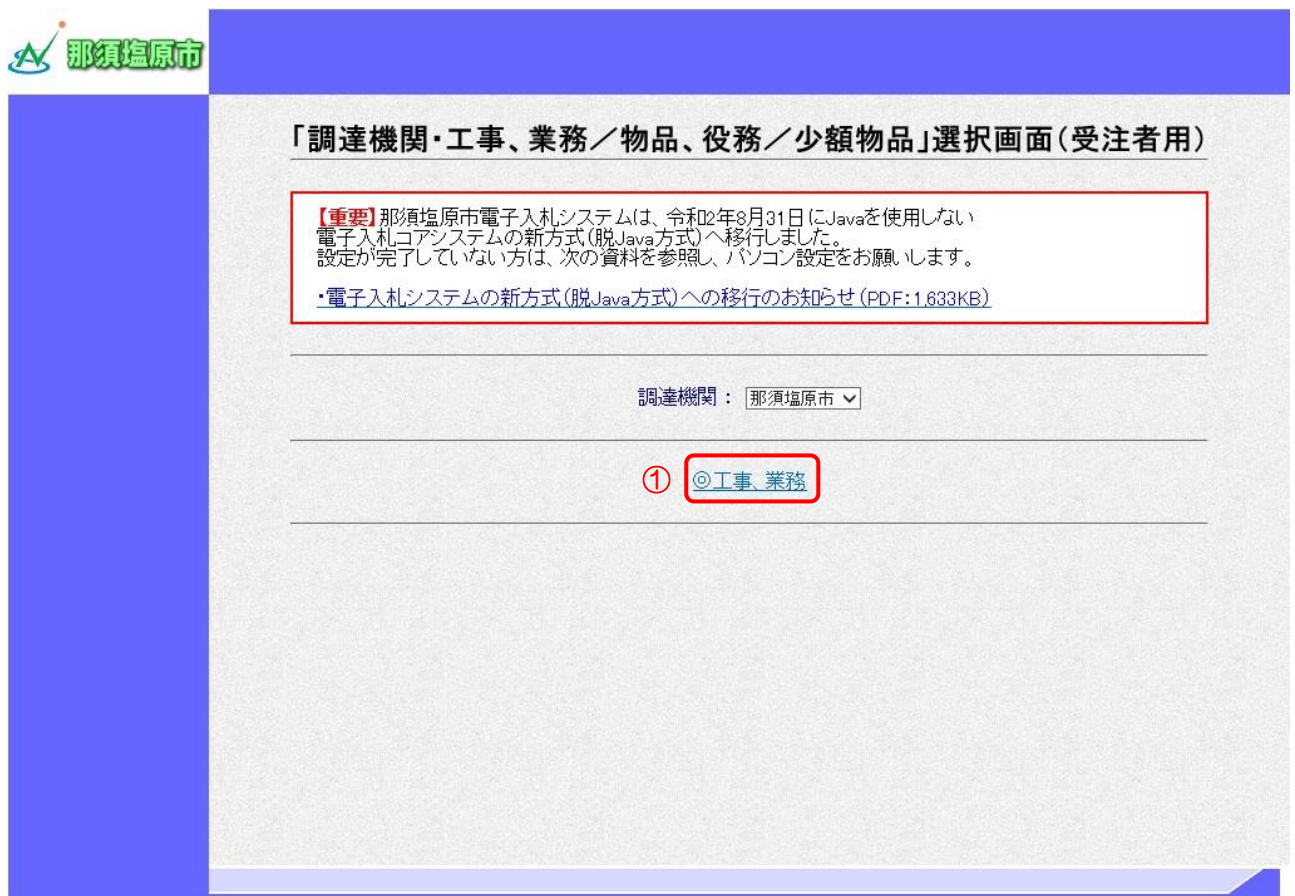 那須塩原市
「調達機関・工事、業務／物品、役務／少額物品」選択画面(受注者用)
【重要】那須塩原市電子入札システムは、令和2年8月31日にJavaを使用しない
電子入札コアシステムの新方式(脱Java方式)へ移行しました。
設定が完了していない方は、次の資料を参照し、パソコン設定をお願いします。
・電子入札システムの新方式(脱Java方式)への移行のお知らせ(PDF:1,633KB)
調達機関： 那須塩原市
① ◎工事、業務